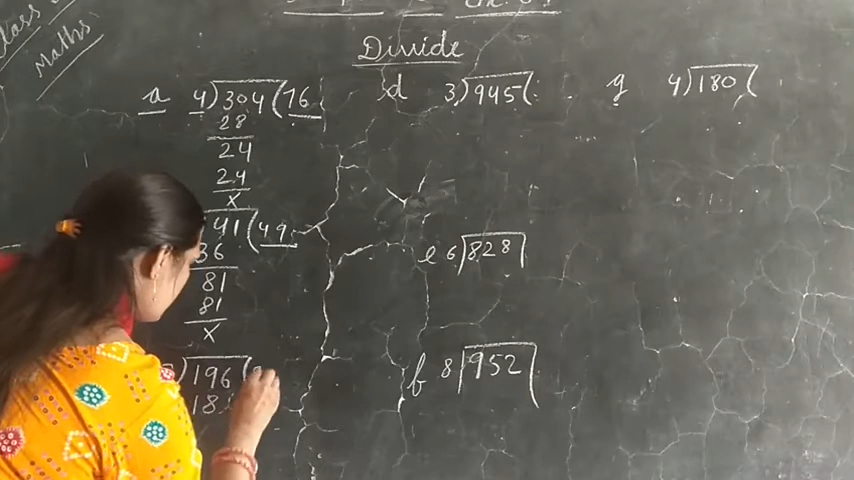 class
Maths
Divide
a 4)304(76
28
24
24
x
41(49
36
81
81
x
)196(
18
d 3)945(
e 6)828(
f 8)952(
g 4)180(